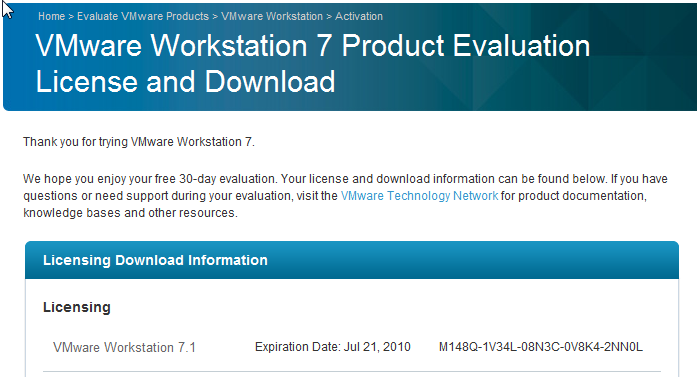 Home > Evaluate VMware Products > VMware Workstation > Activation
VMware Workstation 7 Product Evaluation
License and Download
Thank you for trying VMware Workstation 7.
We hope you enjoy your free 30-day evaluation. Your license and download information can be found below. If you have
questions or need support during your evaluation, visit the VMware Technology Network for product documentation,
knowledge bases and other resources.
Licensing Download Information
Licensing
VMware Workstation 7.1 Expiration Date: Jul 21, 2010 M148Q-1V34L-08N3C-0V8K4-2NN0L